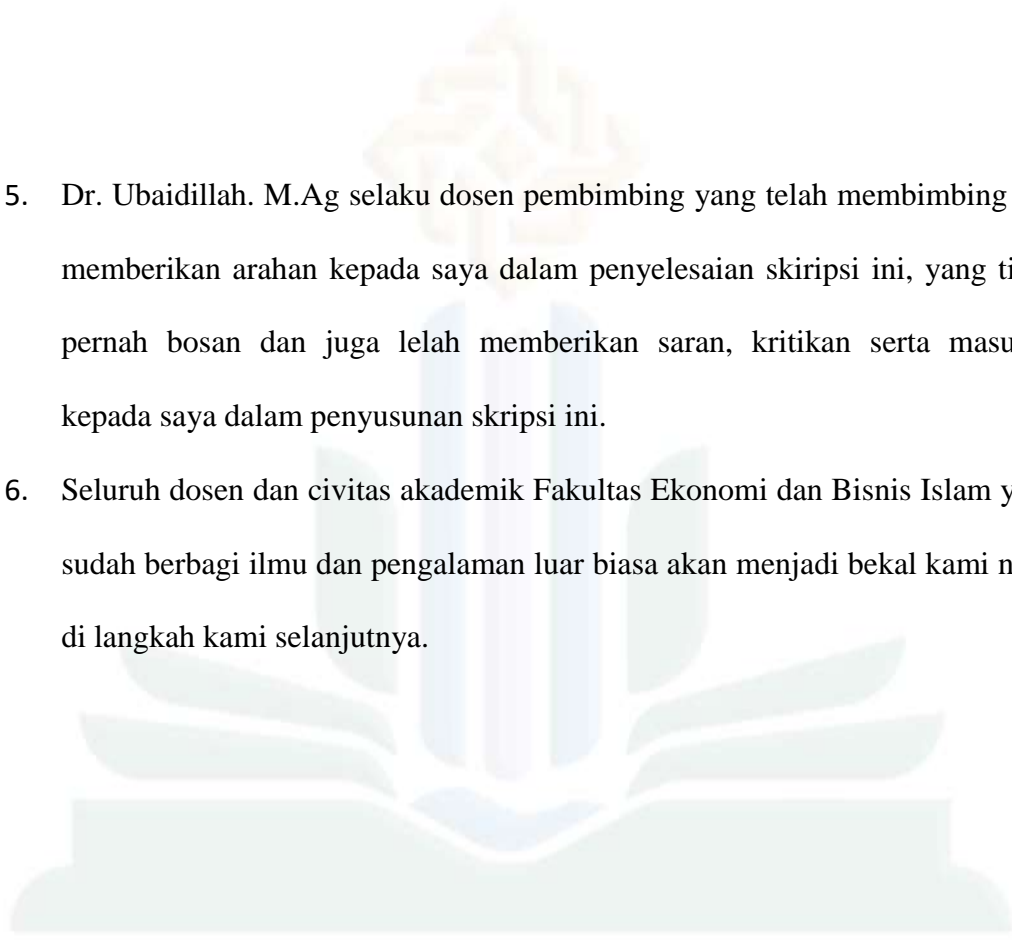 5. Dr. Ubaidillah. M.Ag selaku dosen pembimbing yang telah membimbing
memberikan arahan kepada saya dalam penyelesaian skiripsi ini, yang
pernah bosan dan juga lelah memberikan saran, kritikan serta
kepada saya dalam penyusunan skripsi ini.
6. Seluruh dosen dan civitas akademik Fakultas Ekonomi dan Bisnis Islam
sudah berbagi ilmu dan pengalaman luar biasa akan menjadi bekal kami
di langkah kami selanjutnya.